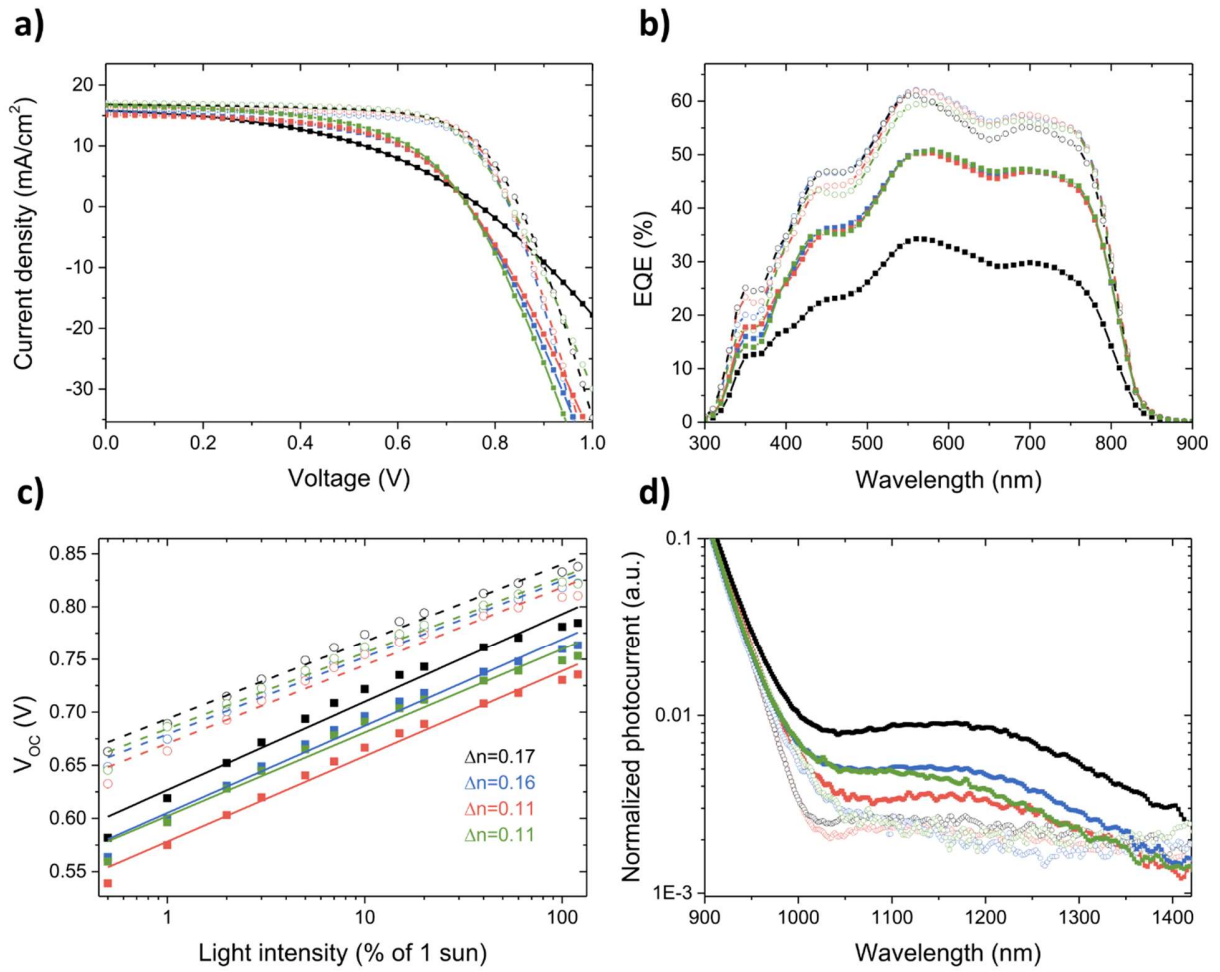 a)
20
10
0
-10
-20
-30
Current density (mA/cm²)
0.0 0.2 0.4 0.6 0.8 1.0
Voltage (V)
b)
60
50
40
30
20
10
0
EQE (%)
300 400 500 600 700 800 900
Wavelength (nm)
c)
0.85
0.80
0.75
0.70
0.65
0.60
0.55
V_OC (V)
Δn=0.17
Δn=0.16
Δn=0.11
Δn=0.11
1 10 100
Light intensity (% of 1 sun)
d)
0.1
0.01
1E-3
Normalized photocurrent (a.u.)
900 1000 1100 1200 1300 1400
Wavelength (nm)